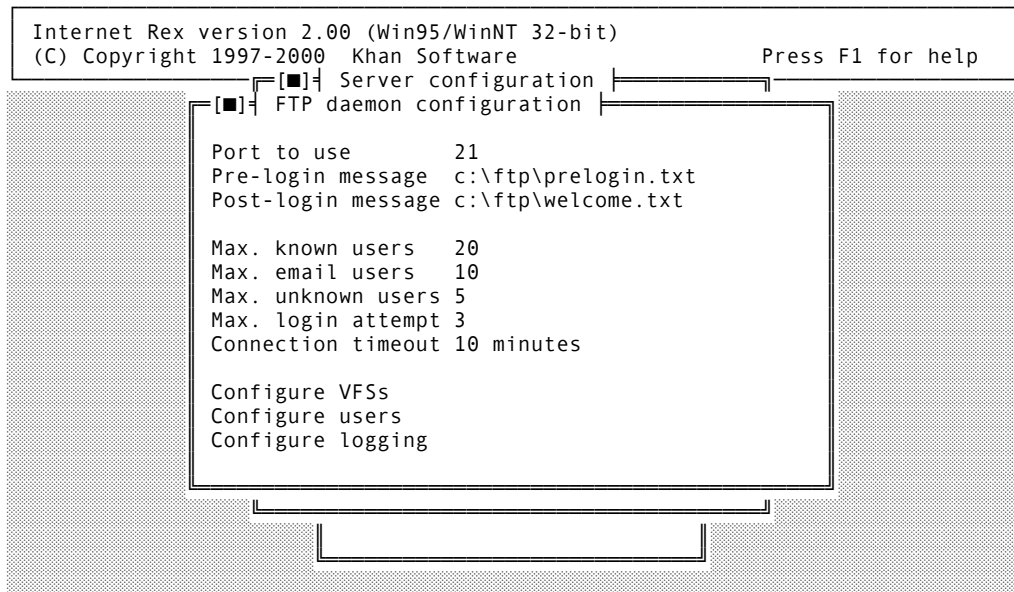 Internet Rex version 2.00 (Win95/WinNT 32-bit)
(C) Copyright 1997-2000 Khan Software Press F1 for help
[■] Server configuration
[■] FTP daemon configuration
Port to use 21
Pre-login message c:\ftp\prelogin.txt
Post-login message c:\ftp\welcome.txt
Max. known users 20
Max. email users 10
Max. unknown users 5
Max. login attempt 3
Connection timeout 10 minutes
Configure VFSs
Configure users
Configure logging